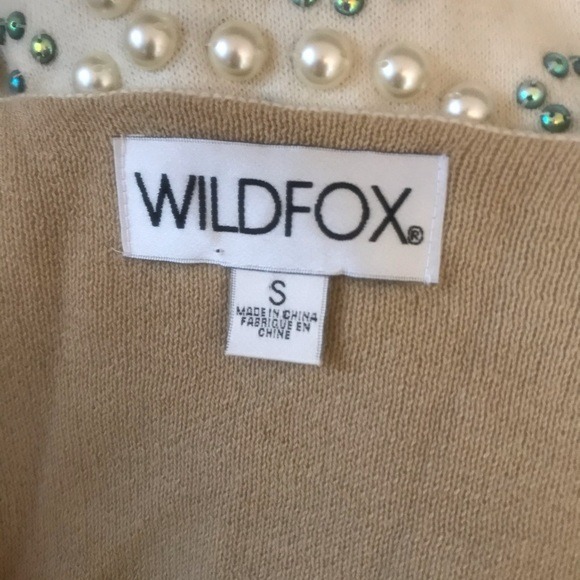 WILDFOX®
S
MADE IN CHINA
FABRIQUE EN
CHINE